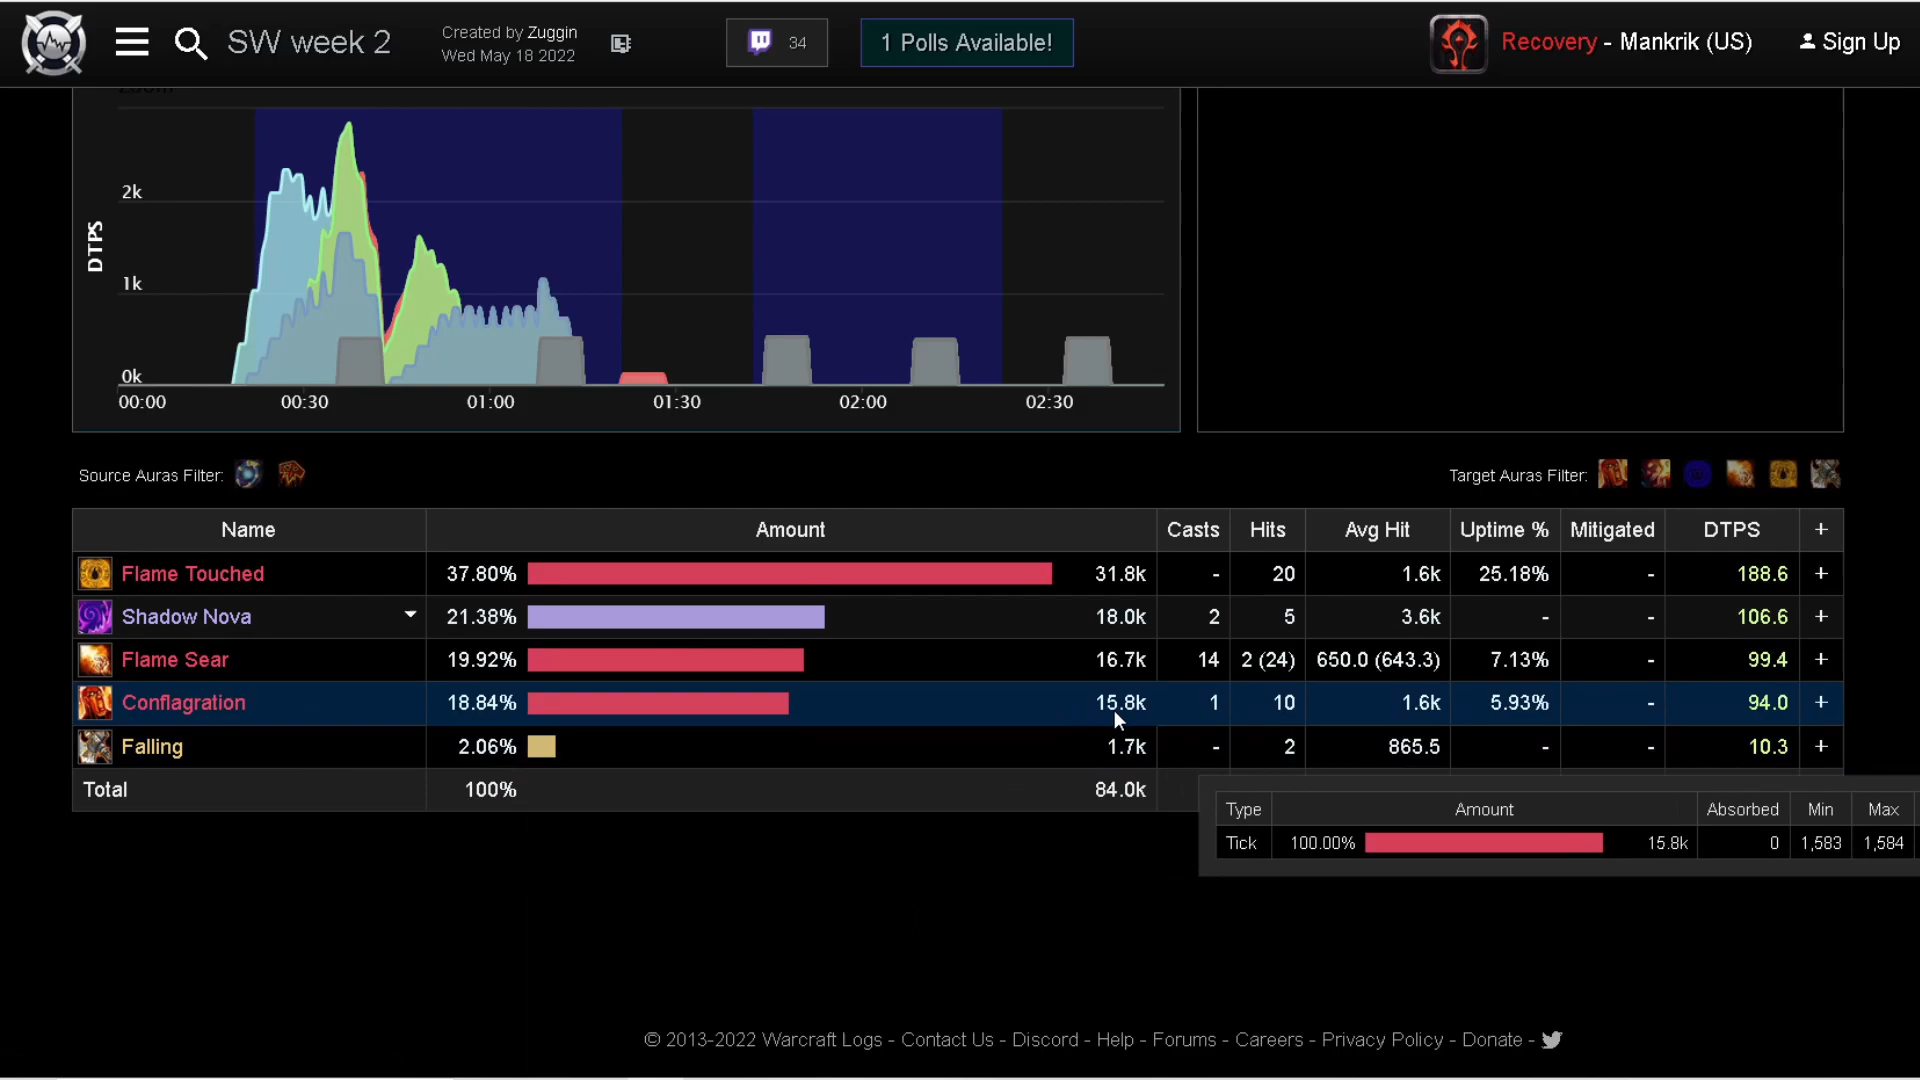 SW week 2
Created by Zuggin
Wed May 18 2022
34
1 Polls Available!
Recovery - Mankrik (US)
Sign Up
DTPS
2k
1k
0k
00:00 00:30 01:00 01:30 02:00 02:30
Source Auras Filter:
Target Auras Filter:
Name Amount Casts Hits Avg Hit Uptime % Mitigated DTPS +
Flame Touched 37.80% 31.8k - 20 1.6k 25.18% - 188.6 +
Shadow Nova 21.38% 18.0k 2 5 3.6k - - 106.6 +
Flame Sear 19.92% 16.7k 14 2 (24) 650.0 (643.3) 7.13% - 99.4 +
Conflagration 18.84% 15.8k 1 10 1.6k 5.93% - 94.0 +
Falling 2.06% 1.7k - 2 865.5 - - 10.3 +
Total 100% 84.0k
Type Amount Absorbed Min Max
Tick 100.00% 15.8k 0 1,583 1,584
© 2013-2022 Warcraft Logs - Contact Us - Discord - Help - Forums - Careers - Privacy Policy - Donate -